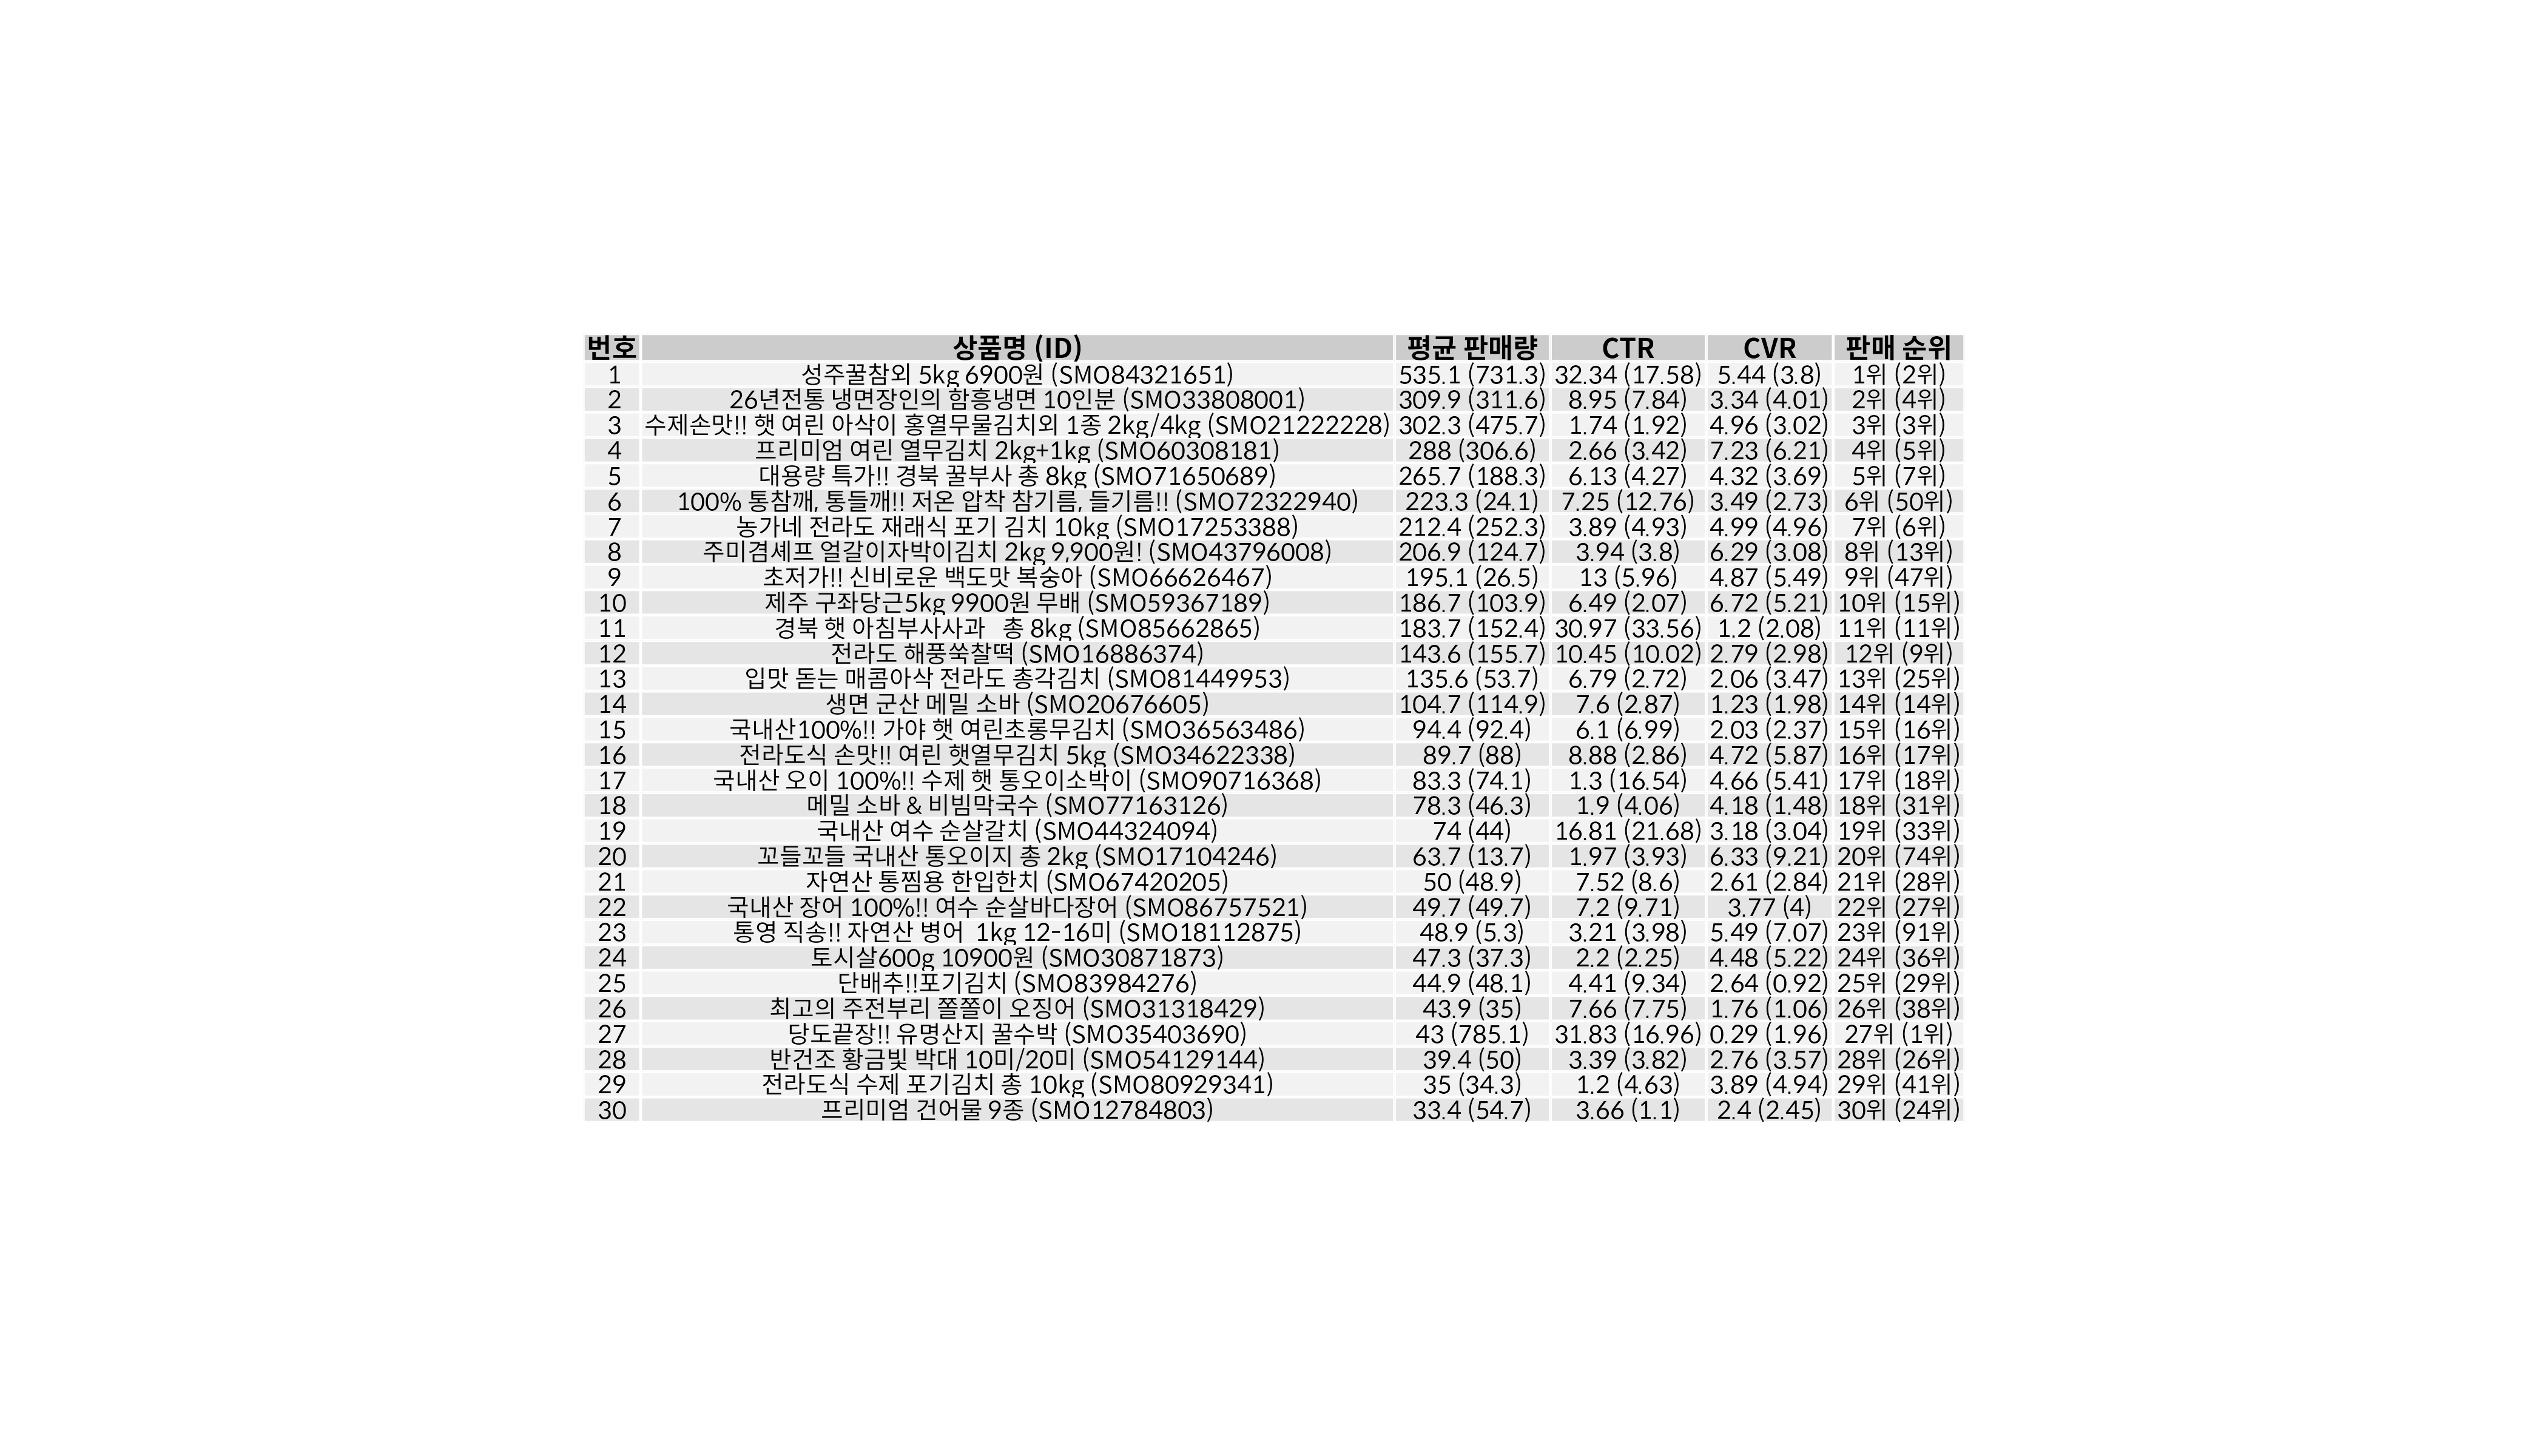 번호 상품명 (ID) 평균 판매량 CTR CVR 판매 순위
1 성주꿀참외 5kg 6900원 (SMO84321651) 535.1 (731.3) 32.34 (17.58) 5.44 (3.8) 1위 (2위)
2 26년전통 냉면장인의 함흥냉면 10인분 (SMO33808001) 309.9 (311.6) 8.95 (7.84) 3.34 (4.01) 2위 (4위)
3 수제손맛!! 햇 여린 아삭이 홍열무물김치외 1종 2kg/4kg (SMO21222228) 302.3 (475.7) 1.74 (1.92) 4.96 (3.02) 3위 (3위)
4 프리미엄 여린 열무김치 2kg+1kg (SMO60308181) 288 (306.6) 2.66 (3.42) 7.23 (6.21) 4위 (5위)
5 대용량 특가!! 경북 꿀부사 총 8kg (SMO71650689) 265.7 (188.3) 6.13 (4.27) 4.32 (3.69) 5위 (7위)
6 100% 통참깨, 통들깨!! 저온 압착 참기름, 들기름!! (SMO72322940) 223.3 (24.1) 7.25 (12.76) 3.49 (2.73) 6위 (50위)
7 농가네 전라도 재래식 포기 김치 10kg (SMO17253388) 212.4 (252.3) 3.89 (4.93) 4.99 (4.96) 7위 (6위)
8 주미겸셰프 얼갈이자박이김치 2kg 9,900원! (SMO43796008) 206.9 (124.7) 3.94 (3.8) 6.29 (3.08) 8위 (13위)
9 초저가!! 신비로운 백도맛 복숭아 (SMO66626467) 195.1 (26.5) 13 (5.96) 4.87 (5.49) 9위 (47위)
10 제주 구좌당근5kg 9900원 무배 (SMO59367189) 186.7 (103.9) 6.49 (2.07) 6.72 (5.21) 10위 (15위)
11 경북 햇 아침부사사과   총 8kg (SMO85662865) 183.7 (152.4) 30.97 (33.56) 1.2 (2.08) 11위 (11위)
12 전라도 해풍쑥찰떡 (SMO16886374) 143.6 (155.7) 10.45 (10.02) 2.79 (2.98) 12위 (9위)
13 입맛 돋는 매콤아삭 전라도 총각김치 (SMO81449953) 135.6 (53.7) 6.79 (2.72) 2.06 (3.47) 13위 (25위)
14 생면 군산 메밀 소바 (SMO20676605) 104.7 (114.9) 7.6 (2.87) 1.23 (1.98) 14위 (14위)
15 국내산100%!! 가야 햇 여린초롱무김치 (SMO36563486) 94.4 (92.4) 6.1 (6.99) 2.03 (2.37) 15위 (16위)
16 전라도식 손맛!! 여린 햇열무김치 5kg (SMO34622338) 89.7 (88) 8.88 (2.86) 4.72 (5.87) 16위 (17위)
17 국내산 오이 100%!! 수제 햇 통오이소박이 (SMO90716368) 83.3 (74.1) 1.3 (16.54) 4.66 (5.41) 17위 (18위)
18 메밀 소바 & 비빔막국수 (SMO77163126) 78.3 (46.3) 1.9 (4.06) 4.18 (1.48) 18위 (31위)
19 국내산 여수 순살갈치 (SMO44324094) 74 (44) 16.81 (21.68) 3.18 (3.04) 19위 (33위)
20 꼬들꼬들 국내산 통오이지 총 2kg (SMO17104246) 63.7 (13.7) 1.97 (3.93) 6.33 (9.21) 20위 (74위)
21 자연산 통찜용 한입한치 (SMO67420205) 50 (48.9) 7.52 (8.6) 2.61 (2.84) 21위 (28위)
22 국내산 장어 100%!! 여수 순살바다장어 (SMO86757521) 49.7 (49.7) 7.2 (9.71) 3.77 (4) 22위 (27위)
23 통영 직송!! 자연산 병어  1kg 12-16미 (SMO18112875) 48.9 (5.3) 3.21 (3.98) 5.49 (7.07) 23위 (91위)
24 토시살600g 10900원 (SMO30871873) 47.3 (37.3) 2.2 (2.25) 4.48 (5.22) 24위 (36위)
25 단배추!!포기김치 (SMO83984276) 44.9 (48.1) 4.41 (9.34) 2.64 (0.92) 25위 (29위)
26 최고의 주전부리 쫄쫄이 오징어 (SMO31318429) 43.9 (35) 7.66 (7.75) 1.76 (1.06) 26위 (38위)
27 당도끝장!! 유명산지 꿀수박 (SMO35403690) 43 (785.1) 31.83 (16.96) 0.29 (1.96) 27위 (1위)
28 반건조 황금빛 박대 10미/20미 (SMO54129144) 39.4 (50) 3.39 (3.82) 2.76 (3.57) 28위 (26위)
29 전라도식 수제 포기김치 총 10kg (SMO80929341) 35 (34.3) 1.2 (4.63) 3.89 (4.94) 29위 (41위)
30 프리미엄 건어물 9종 (SMO12784803) 33.4 (54.7) 3.66 (1.1) 2.4 (2.45) 30위 (24위)